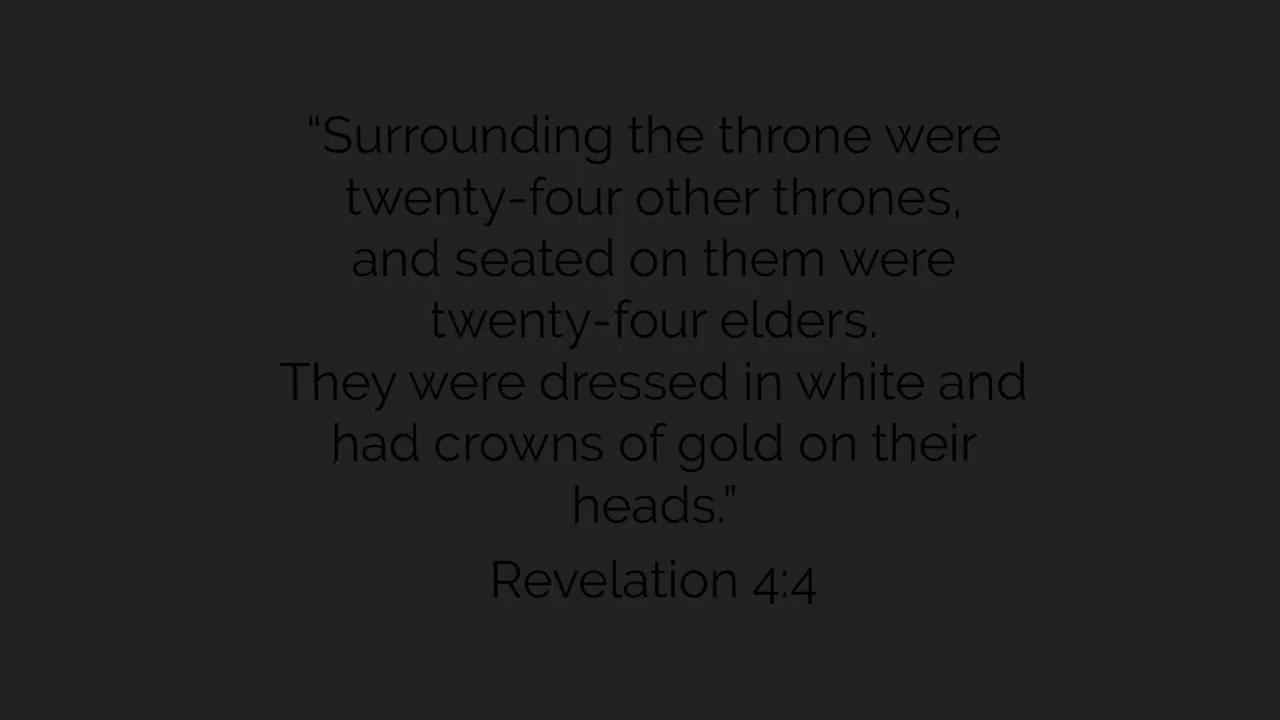 “Surrounding the throne were
twenty-four other thrones,
and seated on them were
twenty-four elders.
They were dressed in white and
had crowns of gold on their
heads.”
Revelation 4:4